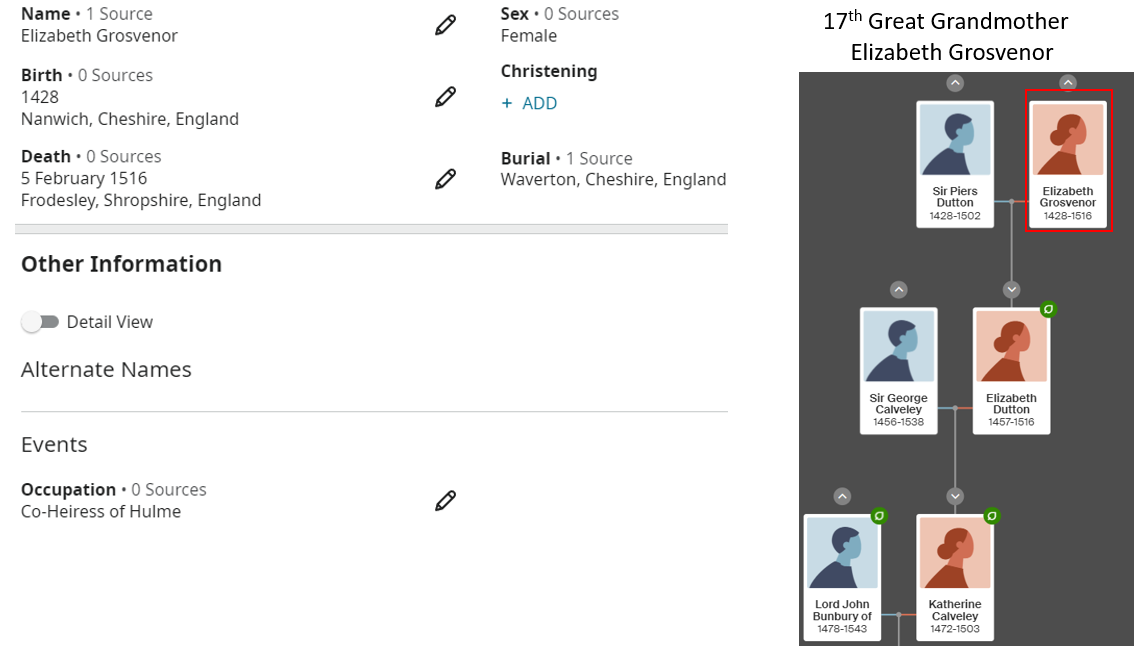 Name • 1 Source
Elizabeth Grosvenor
Sex • 0 Sources
Female
Birth • 0 Sources
1428
Nanwich, Cheshire, England
Christening
+ ADD
Death • 0 Sources
5 February 1516
Frodesley, Shropshire, England
Burial • 1 Source
Waverton, Cheshire, England
Other Information
Detail View
Alternate Names
Events
Occupation • 0 Sources
Co-Heiress of Hulme
17th Great Grandmother
Elizabeth Grosvenor
Sir Piers
Dutton
1428-1502
Elizabeth
Grosvenor
1428-1516
Sir George
Calveley
1456-1538
Elizabeth
Dutton
1457-1516
Lord John
Bunbury of
1478-1543
Katherine
Calveley
1472-1503